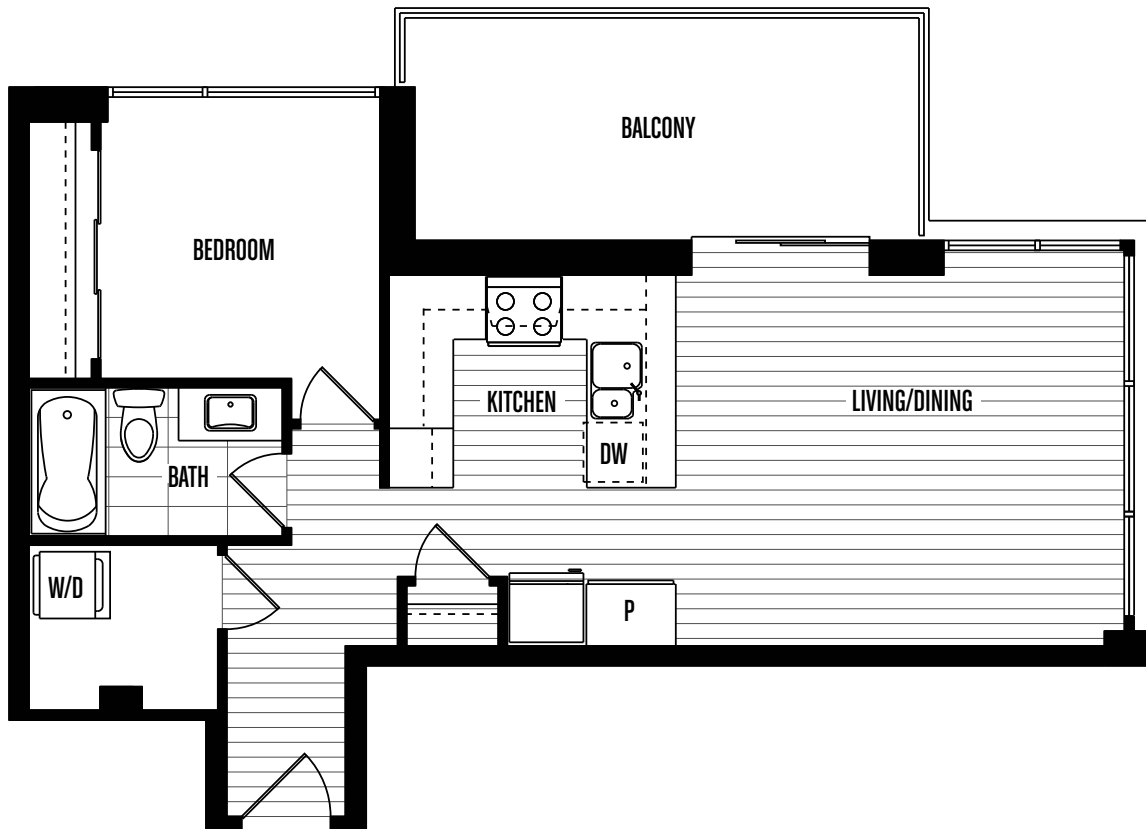 BALCONY
BEDROOM
KITCHEN
LIVING/DINING
DW
BATH
W/D
P